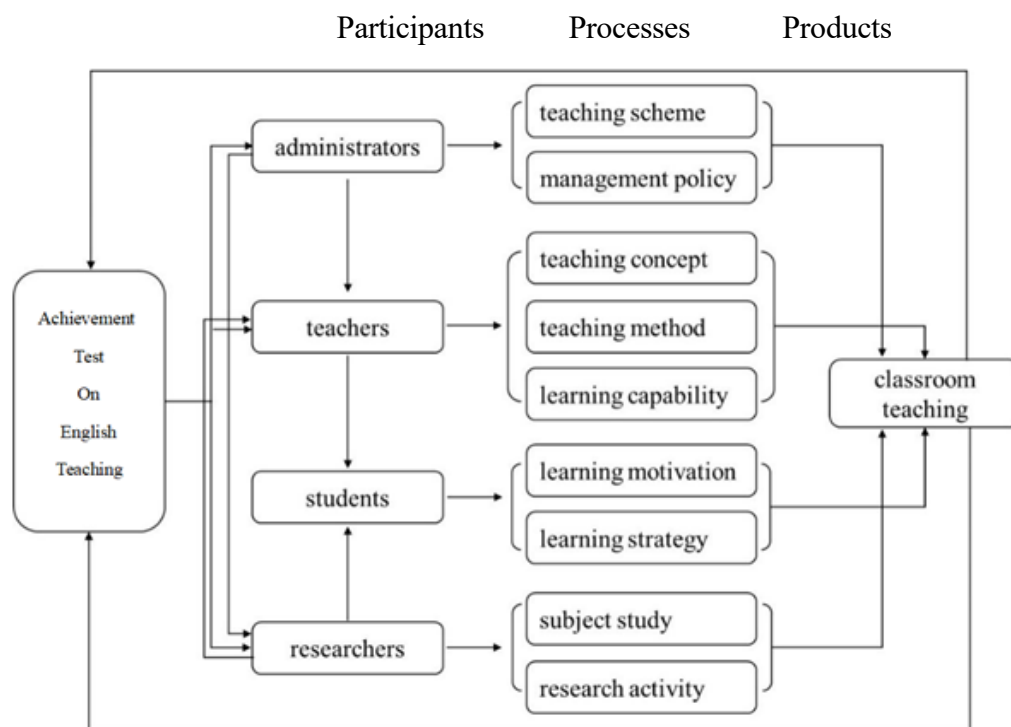 Participants Processes Products
teaching scheme
administrators
management policy
teaching concept
Achievement
Test
On
English
Teaching
teachers
teaching method
learning capability
classroom
teaching
learning motivation
students
learning strategy
subject study
researchers
research activity